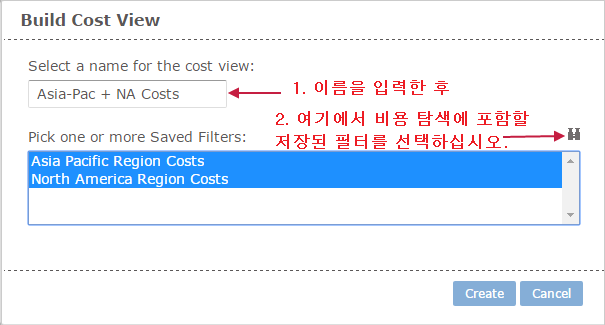 Build Cost View
Select a name for the cost view:
Asia-Pac + NA Costs
1. 이름을 입력한 후
2. 여기에서 비용 탐색에 포함할
저장된 필터를 선택하십시오.
Pick one or more Saved Filters:
Asia Pacific Region Costs
North America Region Costs
Create
Cancel